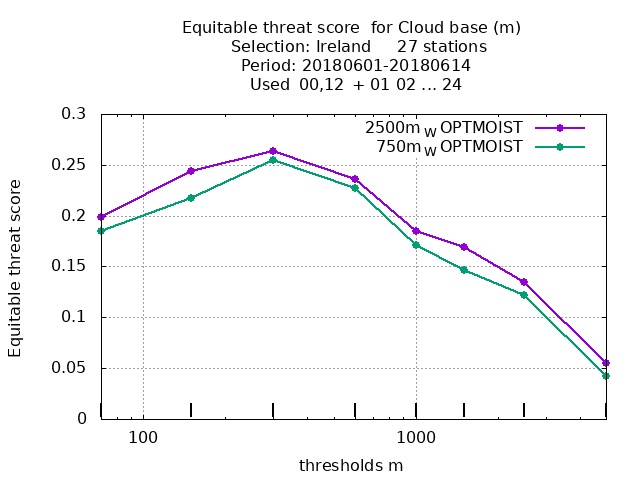 Equitable threat score for Cloud base (m)
Selection: Ireland 27 stations
Period: 20180601-20180614
Used 00,12 + 01 02 ... 24
0.3
0.25
0.2
0.15
0.1
0.05
0
Equitable threat score
2500m W OPTMOIST
750m W OPTMOIST
100 1000
thresholds m